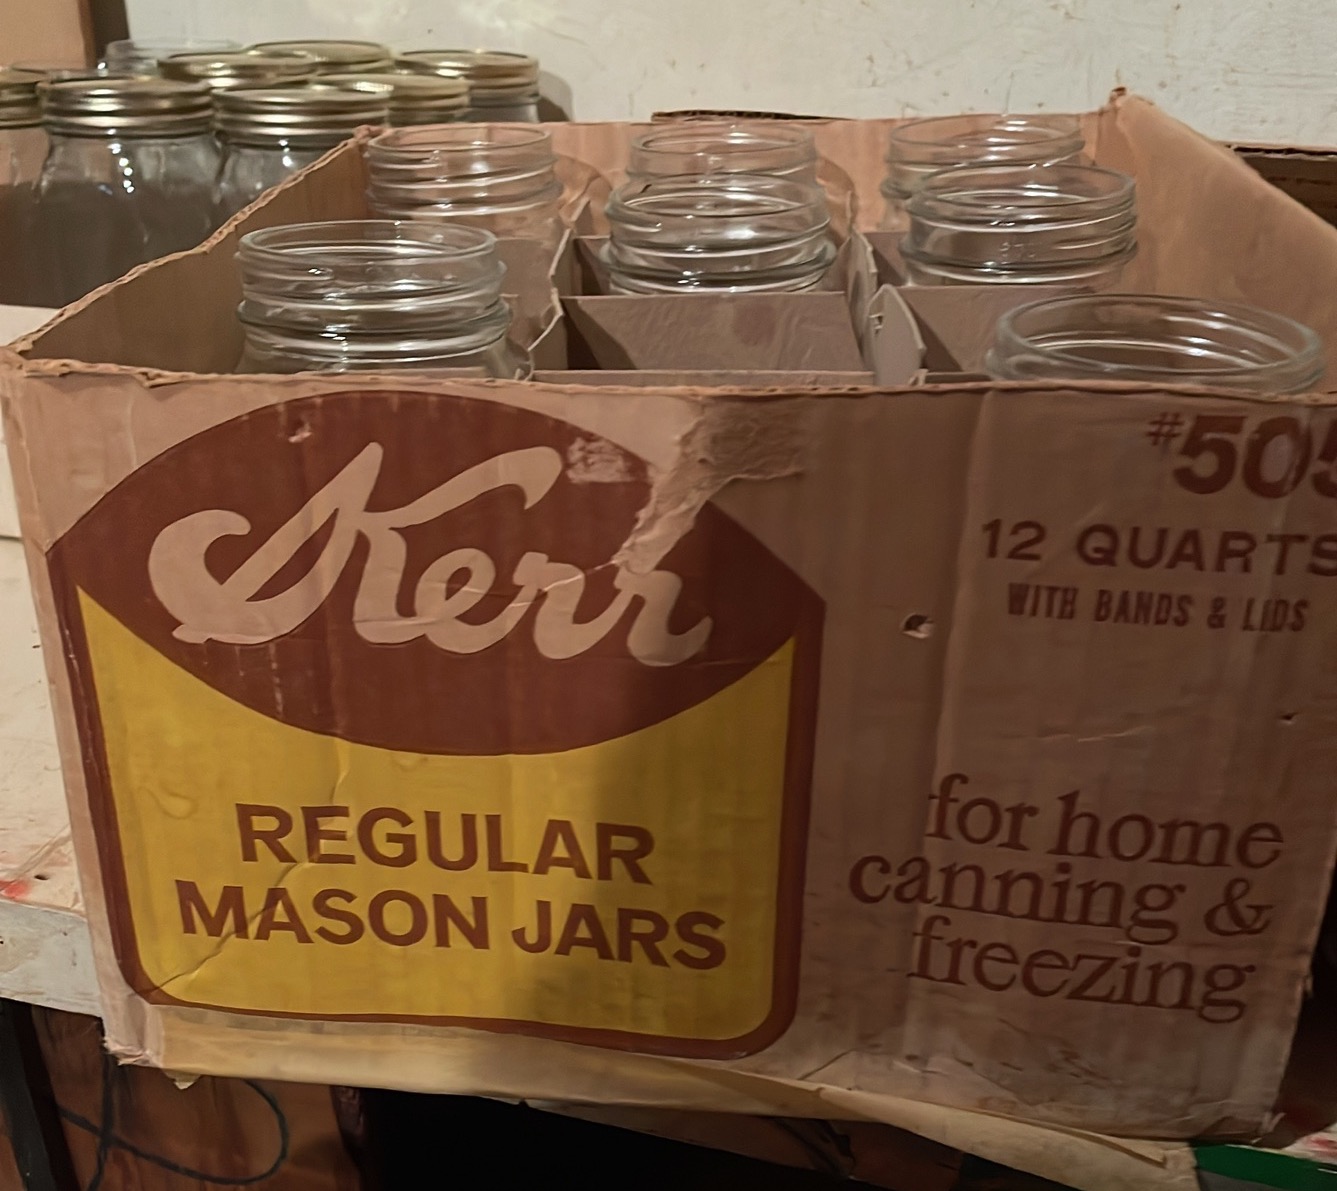 Kerr
REGULAR
MASON JARS
#505
12 QUARTS
WITH BANDS & LIDS
for home
canning &
freezing